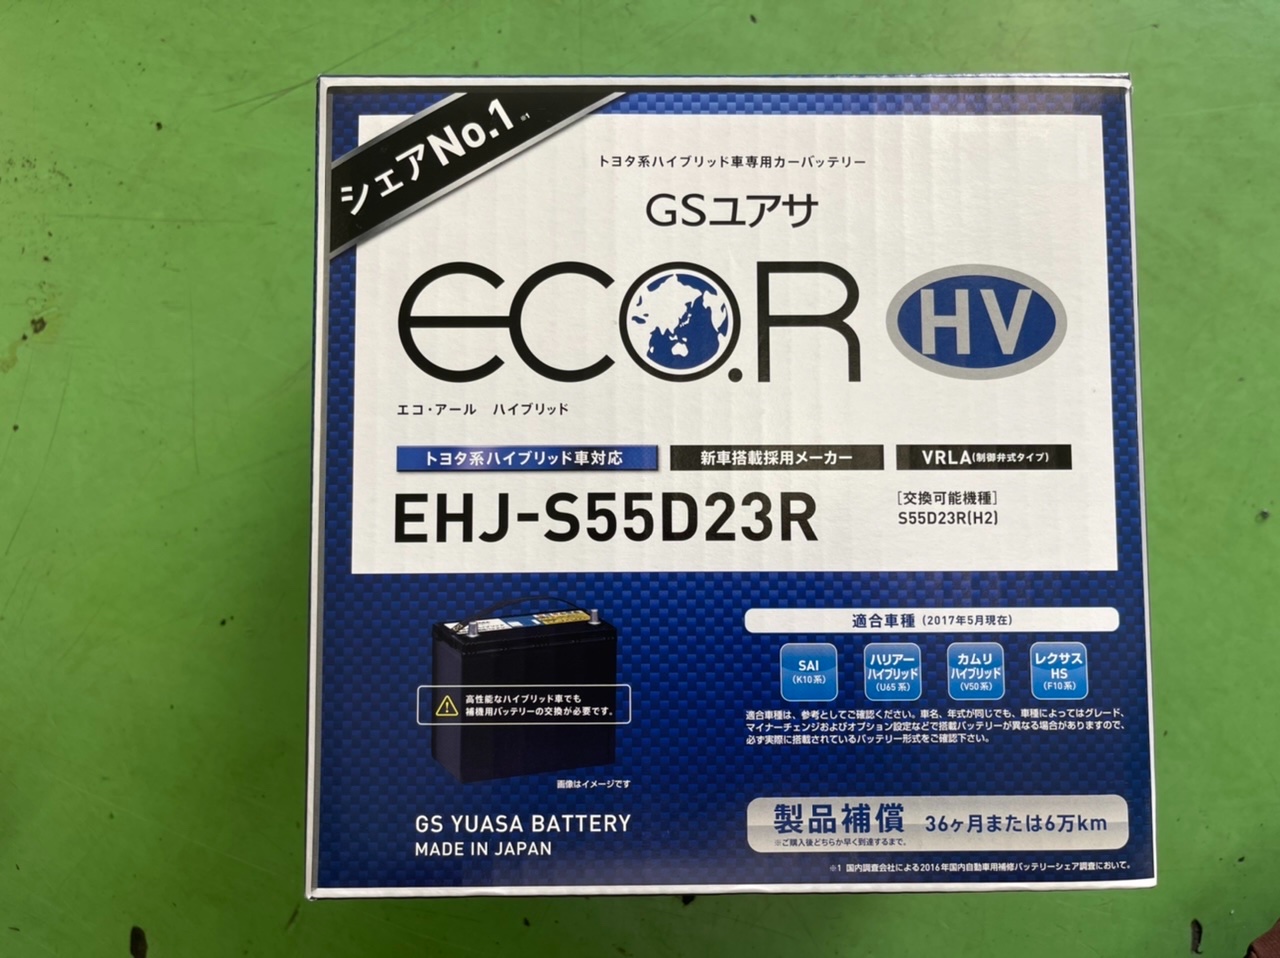 シェアNo.1 ※1
トヨタ系ハイブリッド車専用カーバッテリー
GSユアサ
ECO.R HV
エコ・アール ハイブリッド
トヨタ系ハイブリッド車対応 新車搭載採用メーカー VRLA(制御弁式タイプ)
EHJ-S55D23R
[交換可能機種]
S55D23R(H2)
適合車種 (2017年5月現在)
SAI
(K10系)
ハリアー
ハイブリッド
(U65系)
カムリ
ハイブリッド
(V50系)
レクサス
HS
(F10系)
適合車種は、参考としてご確認ください。車名、年式が同じでも、車種によってはグレード、
マイナーチェンジおよびオプション設定などで搭載バッテリーが異なる場合がありますので、
必ず実際に搭載されているバッテリー形式をご確認下さい。
高性能なハイブリッド車でも
補機用バッテリーの交換が必要です。
画像はイメージです
GS YUASA BATTERY
MADE IN JAPAN
製品補償 36ヶ月または6万km
※ご購入後どちらか早く到達するまで。
※1 国内調査会社による2016年国内自動車用補修バッテリーシェア調査において。